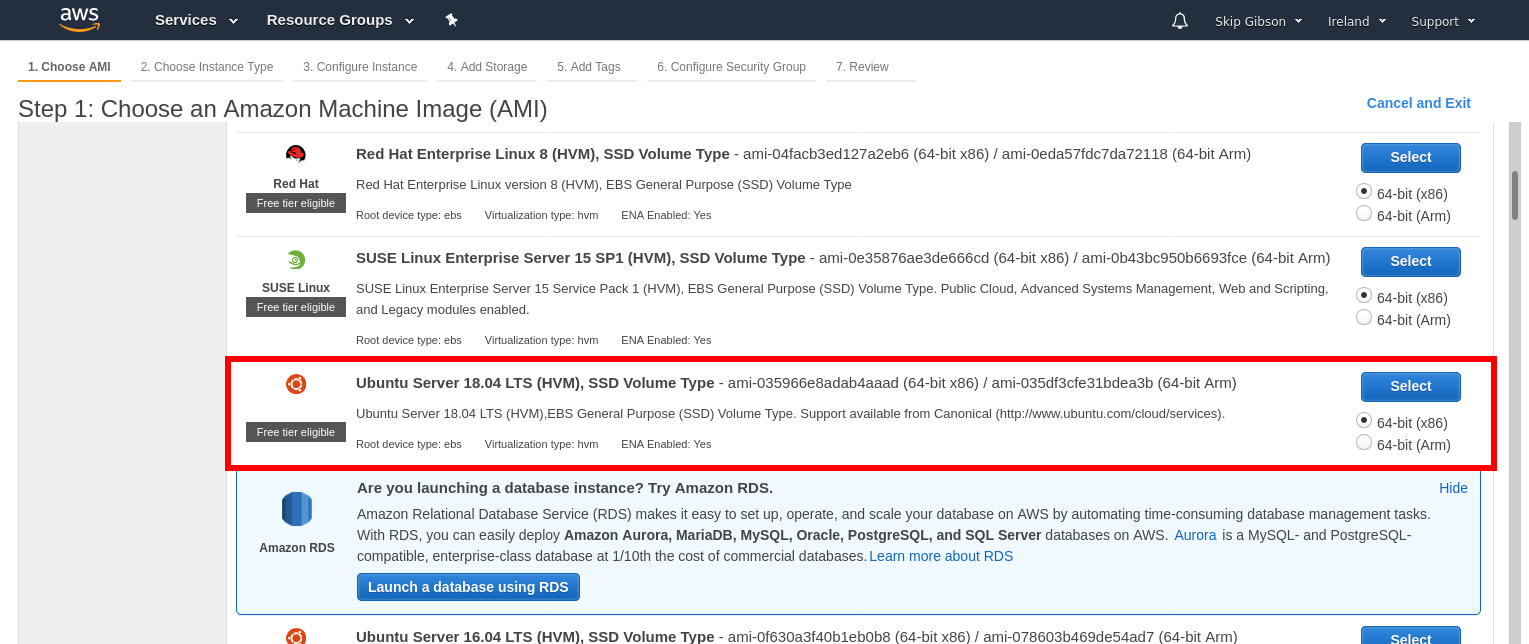 aws Services Resource Groups Skip Gibson Ireland Support
1. Choose AMI 2. Choose Instance Type 3. Configure Instance 4. Add Storage 5. Add Tags 6. Configure Security Group 7. Review
Step 1: Choose an Amazon Machine Image (AMI) Cancel and Exit
Red Hat Enterprise Linux 8 (HVM), SSD Volume Type - ami-04facb3ed127a2eb6 (64-bit x86) / ami-0eda57fdc7da72118 (64-bit Arm) Select
Red Hat Red Hat Enterprise Linux version 8 (HVM), EBS General Purpose (SSD) Volume Type 64-bit (x86)
Free tier eligible
Root device type: ebs Virtualization type: hvm ENA Enabled: Yes 64-bit (Arm)
SUSE Linux Enterprise Server 15 SP1 (HVM), SSD Volume Type - ami-0e35876ae3de666cd (64-bit x86) / ami-0b43bc950b6693fce (64-bit Arm) Select
SUSE Linux SUSE Linux Enterprise Server 15 Service Pack 1 (HVM), EBS General Purpose (SSD) Volume Type. Public Cloud, Advanced Systems Management, Web and Scripting, 64-bit (x86)
Free tier eligible and Legacy modules enabled. 64-bit (Arm)
Root device type: ebs Virtualization type: hvm ENA Enabled: Yes
Ubuntu Server 18.04 LTS (HVM), SSD Volume Type - ami-035966e8adab4aaad (64-bit x86) / ami-035df3cfe31bdea3b (64-bit Arm) Select
Ubuntu Server 18.04 LTS (HVM),EBS General Purpose (SSD) Volume Type. Support available from Canonical (http://www.ubuntu.com/cloud/services). 64-bit (x86)
Free tier eligible
Root device type: ebs Virtualization type: hvm ENA Enabled: Yes 64-bit (Arm)
Are you launching a database instance? Try Amazon RDS. Hide
Amazon Relational Database Service (RDS) makes it easy to set up, operate, and scale your database on AWS by automating time-consuming database management tasks.
With RDS, you can easily deploy Amazon Aurora, MariaDB, MySQL, Oracle, PostgreSQL, and SQL Server databases on AWS. Aurora is a MySQL- and PostgreSQL-
Amazon RDS compatible, enterprise-class database at 1/10th the cost of commercial databases. Learn more about RDS
Launch a database using RDS
Ubuntu Server 16.04 LTS (HVM), SSD Volume Type - ami-0f630a3f40b1eb0b8 (64-bit x86) / ami-078603b469de54ad7 (64-bit Arm) Select